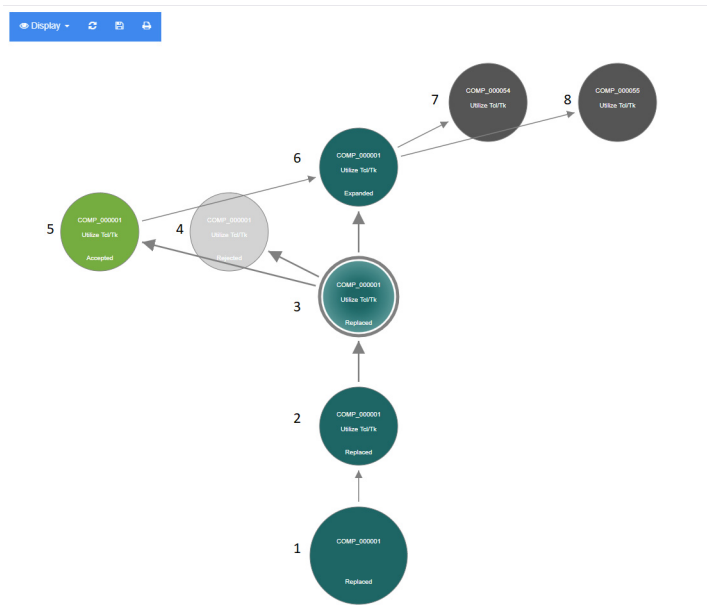 Display
7
COMP_000054
Utilize Tcl/Tk
8
COMP_000055
Utilize Tcl/Tk
6
COMP_000001
Utilize Tcl/Tk
Expanded
5
COMP_000001
Utilize Tcl/Tk
Accepted
4
COMP_000001
Utilize Tcl/Tk
Rejected
3
COMP_000001
Utilize Tcl/Tk
Replaced
2
COMP_000001
Utilize Tcl/Tk
Replaced
1
COMP_000001
Replaced